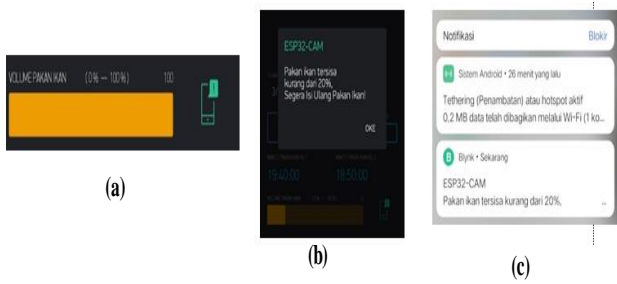 VOLUME PAKAN IKAN (0% — 100%) 100
(a)
ESP32-CAM
Pakan ikan tersisa
kurang dari 20%,
Segera Isi Ulang Pakan Ikan!
OKE
19:40:00 18:50:00
(b)
Notifikasi Blokir
Sistem Android • 26 menit yang lalu
Tethering (Penambatan) atau hotspot aktif
0,2 MB data telah dibagikan melalui Wi-Fi (1 ko...
B Blynk • Sekarang
ESP32-CAM
Pakan ikan tersisa kurang dari 20%, ...
(c)